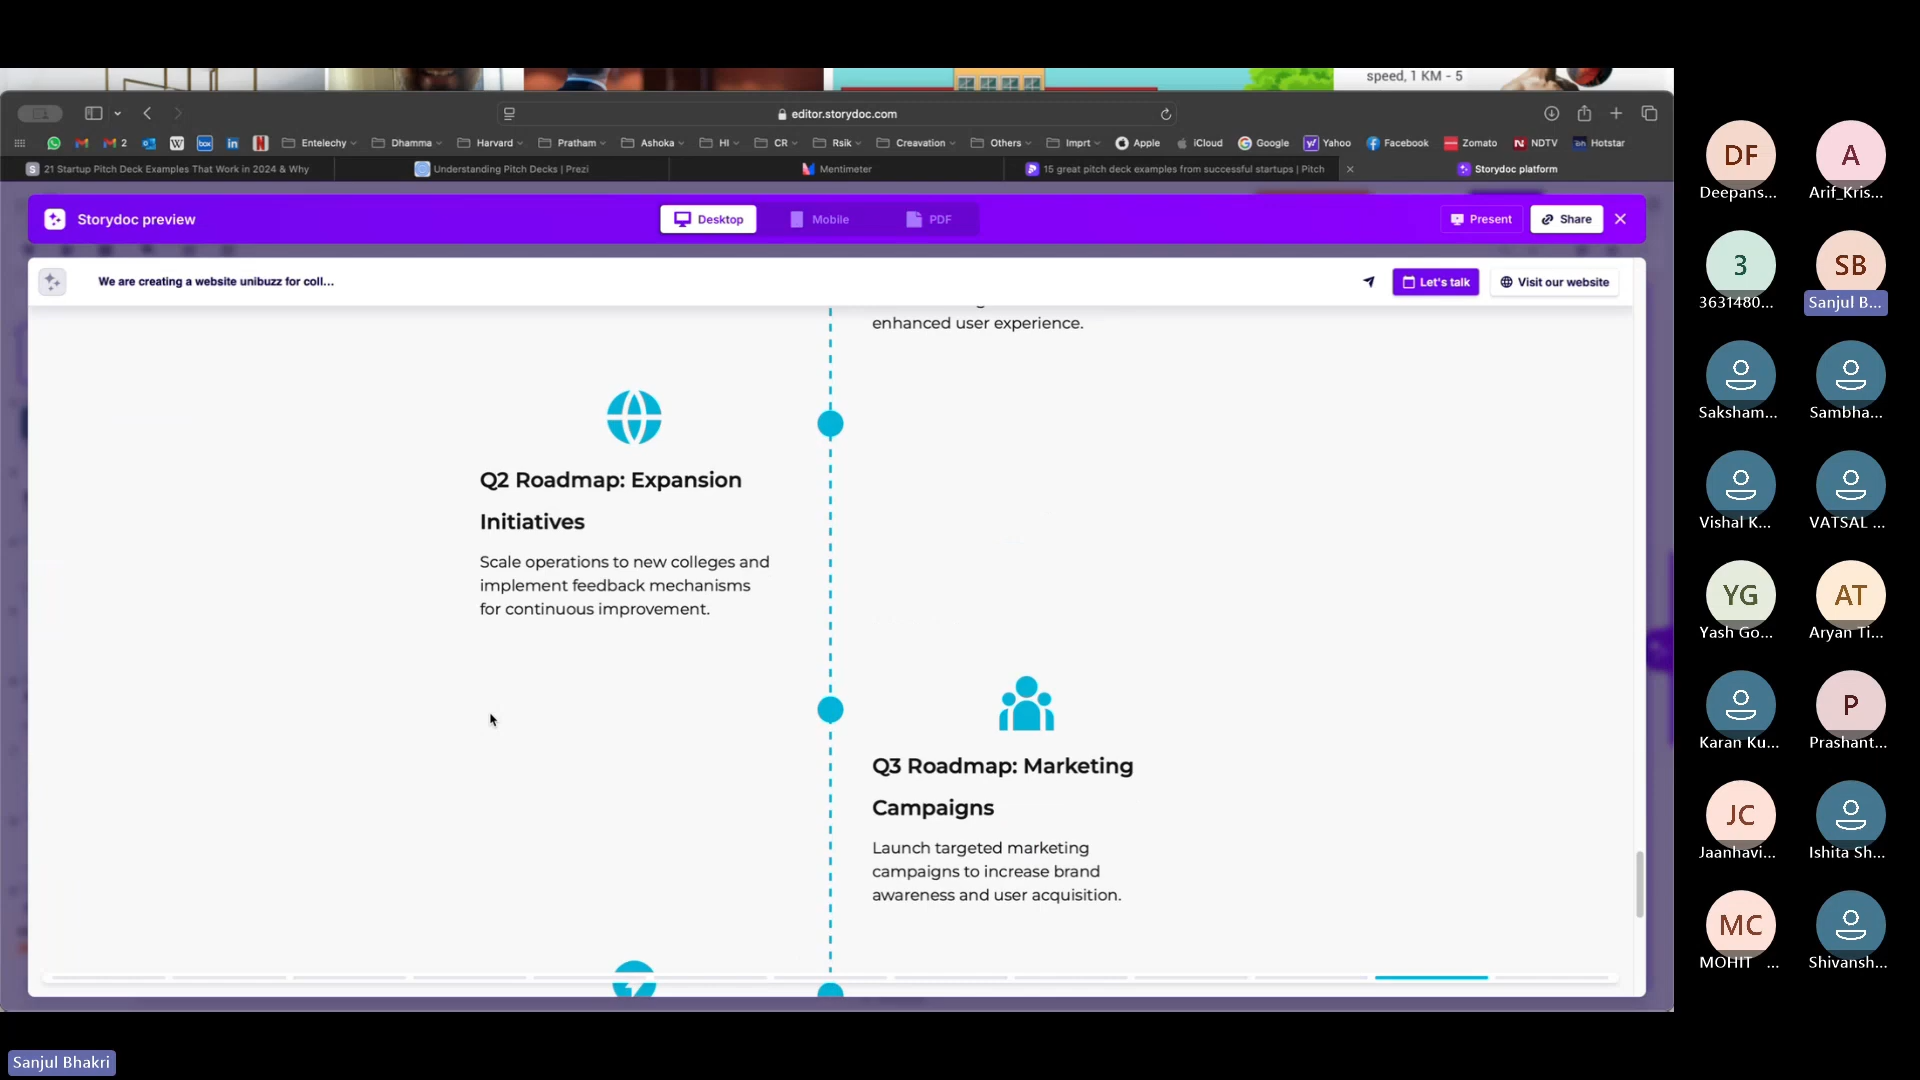 speed, 1 KM - 5
editor.storydoc.com
2
Entelechy
Dhamma
Harvard
Pratham
Ashoka
HI
CR
Rsik
Creavation
Others
Imprt
Apple
iCloud
Google
Yahoo
Facebook
Zomato
NDTV
Hotstar
21 Startup Pitch Deck Examples That Work in 2024 & Why
Understanding Pitch Decks | Prezi
Mentimeter
15 great pitch deck examples from successful startups | Pitch
Storydoc platform
Storydoc preview
Desktop
Mobile
PDF
Present
Share
We are creating a website unibuzz for coll...
Let's talk
Visit our website
enhanced user experience.
Q2 Roadmap: Expansion
Initiatives
Scale operations to new colleges and
implement feedback mechanisms
for continuous improvement.
Q3 Roadmap: Marketing
Campaigns
Launch targeted marketing
campaigns to increase brand
awareness and user acquisition.
DF
Deepans...
A
Arif_Kris...
3
3631480...
SB
Sanjul B...
Saksham...
Sambha...
Vishal K...
VATSAL ...
YG
Yash Go...
AT
Aryan Ti...
Karan Ku...
P
Prashant...
JC
Jaanhavi...
Ishita Sh...
MC
MOHIT ...
Shivansh...
Sanjul Bhakri